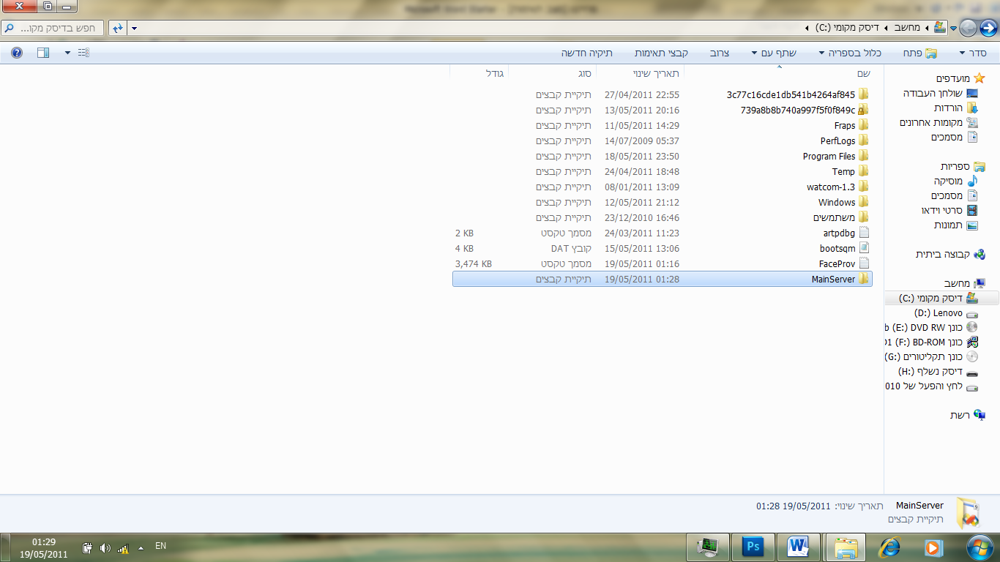 חפש בדיסק מקו...
מחשב
דיסק מקומי (C:)
סדר
פתח
כלול בספריה
שתף עם
צרוב
קבצי תאימות
תיקיה חדשה
שם
תאריך שינוי
סוג
גודל
3c77c16cde1db541b4264af845 27/04/2011 22:55 תיקיית קבצים
739a8b8b740a997f5f0f849c 13/05/2011 20:16 תיקיית קבצים
Fraps 11/05/2011 14:29 תיקיית קבצים
PerfLogs 14/07/2009 05:37 תיקיית קבצים
Program Files 18/05/2011 23:50 תיקיית קבצים
Temp 24/04/2011 18:48 תיקיית קבצים
watcom-1.3 08/01/2011 13:09 תיקיית קבצים
Windows 12/05/2011 21:12 תיקיית קבצים
משתמשים 23/12/2010 16:46 תיקיית קבצים
artpdbg 24/03/2011 11:23 מסמך טקסט 2 KB
bootsqm 15/05/2011 13:06 קובץ DAT 4 KB
FaceProv 19/05/2011 01:16 מסמך טקסט 3,474 KB
MainServer 19/05/2011 01:28 תיקיית קבצים
מועדפים
שולחן העבודה
הורדות
מקומות אחרונים
מסמכים
ספריות
מוסיקה
מסמכים
סרטי וידאו
תמונות
קבוצה ביתית
מחשב
דיסק מקומי (C:)
Lenovo (D:)
כונן DVD RW (E:) b
כונן BD-ROM (F:)
כונן תקליטורים (G:)
דיסק נשלף (H:)
לחץ והפעל של 010
רשת
MainServer
תאריך שינוי: 19/05/2011 01:28
תיקיית קבצים
EN
01:29
19/05/2011